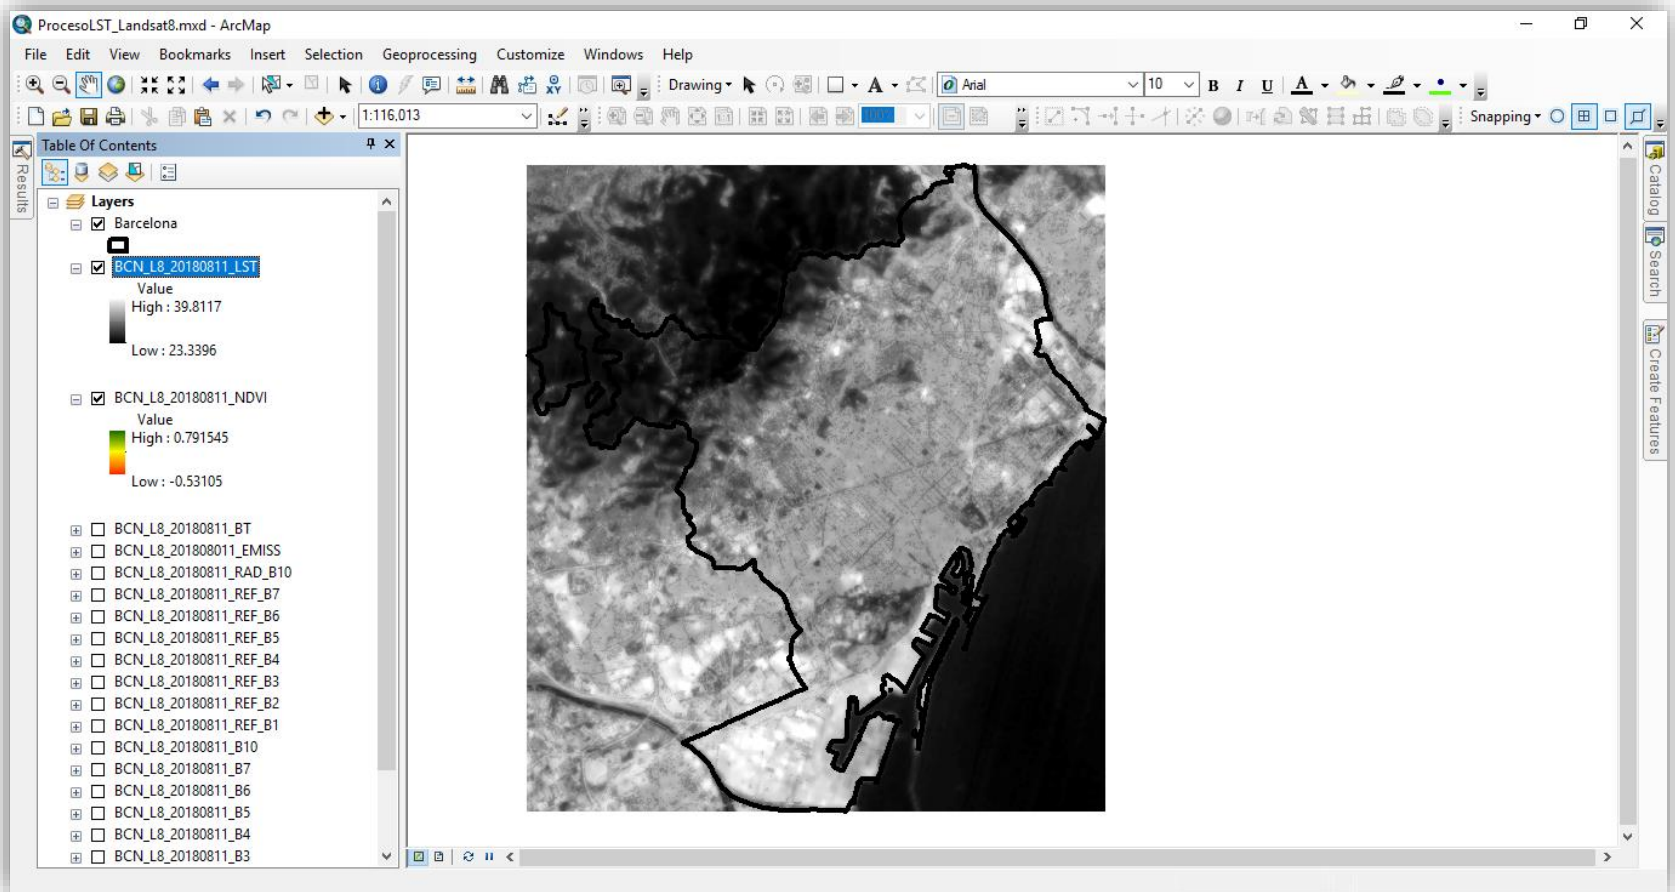 ProcesoLST_Landsat8.mxd - ArcMap
File Edit View Bookmarks Insert Selection Geoprocessing Customize Windows Help
Drawing Arial 10 B I U A
1:116.013 100% Snapping
Table Of Contents
Results
Layers
Barcelona
BCN_L8_20180811_LST
Value
High : 39.8117
Low : 23.3396
BCN_L8_20180811_NDVI
Value
High : 0.791545
Low : -0.53105
BCN_L8_20180811_BT
BCN_L8_201808011_EMISS
BCN_L8_20180811_RAD_B10
BCN_L8_20180811_REF_B7
BCN_L8_20180811_REF_B6
BCN_L8_20180811_REF_B5
BCN_L8_20180811_REF_B4
BCN_L8_20180811_REF_B3
BCN_L8_20180811_REF_B2
BCN_L8_20180811_REF_B1
BCN_L8_20180811_B10
BCN_L8_20180811_B7
BCN_L8_20180811_B6
BCN_L8_20180811_B5
BCN_L8_20180811_B4
BCN_L8_20180811_B3
Catalog
Search
Create Features